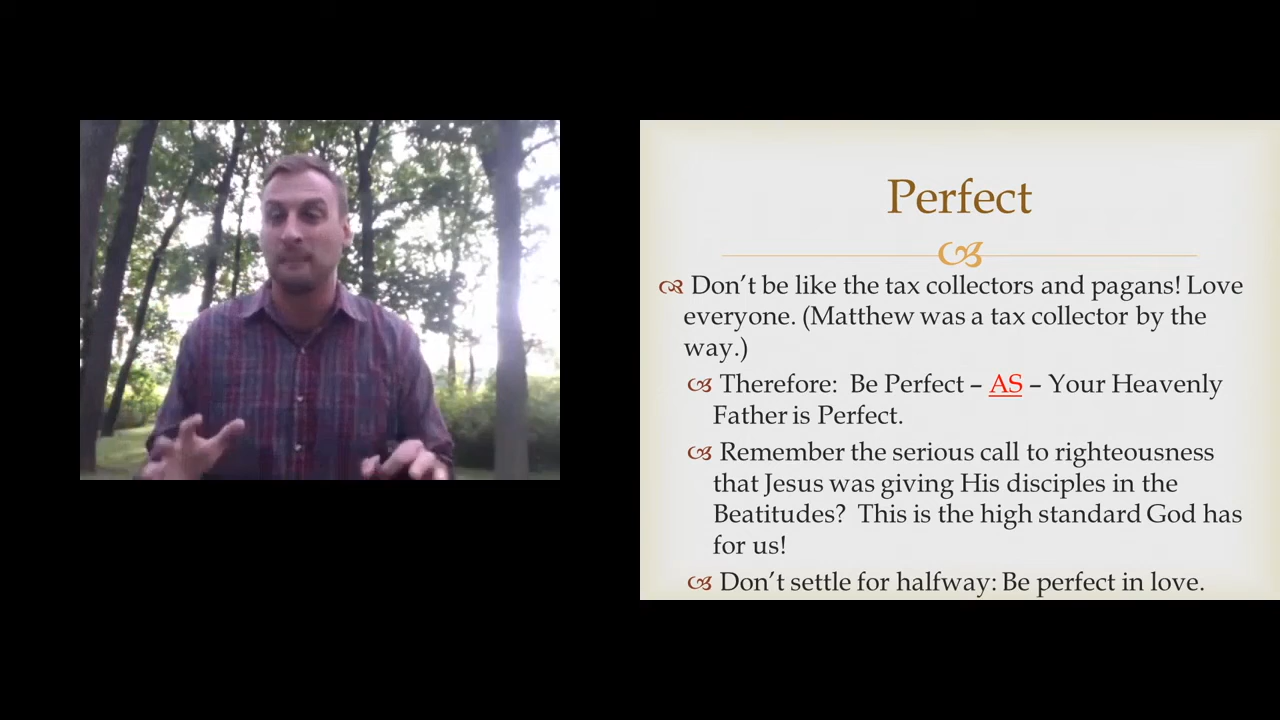 Perfect
Don’t be like the tax collectors and pagans! Love
everyone. (Matthew was a tax collector by the
way.)
Therefore:  Be Perfect – AS – Your Heavenly
Father is Perfect.
Remember the serious call to righteousness
that Jesus was giving His disciples in the
Beatitudes?  This is the high standard God has
for us!
Don’t settle for halfway: Be perfect in love.